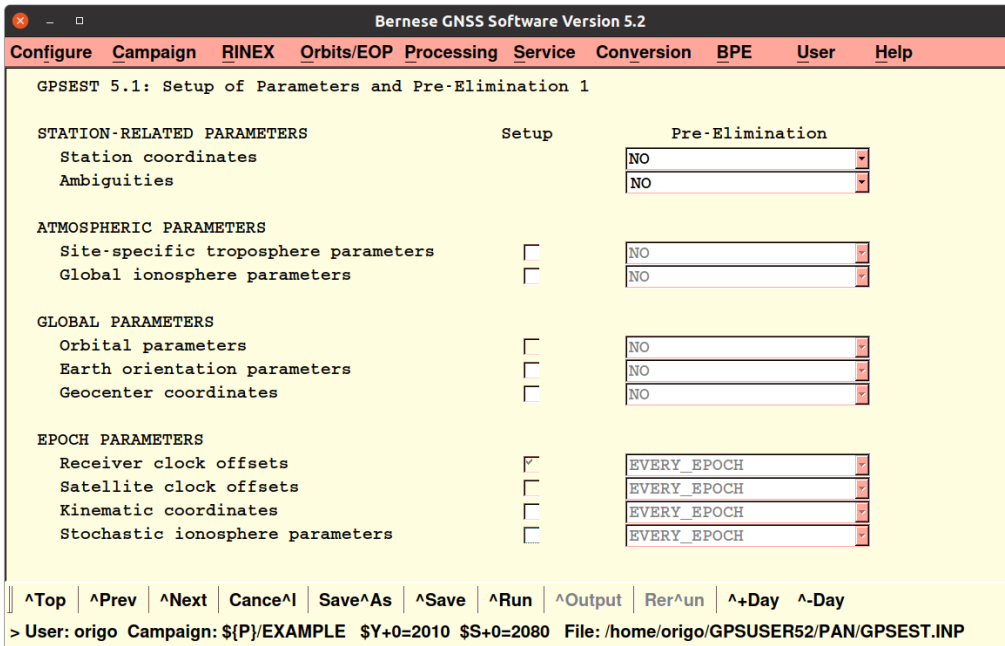 Bernese GNSS Software Version 5.2
Configure Campaign RINEX Orbits/EOP Processing Service Conversion BPE User Help
GPSEST 5.1: Setup of Parameters and Pre-Elimination 1
STATION-RELATED PARAMETERS Setup Pre-Elimination
Station coordinates NO
Ambiguities NO
ATMOSPHERIC PARAMETERS
Site-specific troposphere parameters NO
Global ionosphere parameters NO
GLOBAL PARAMETERS
Orbital parameters NO
Earth orientation parameters NO
Geocenter coordinates NO
EPOCH PARAMETERS
Receiver clock offsets EVERY_EPOCH
Satellite clock offsets EVERY_EPOCH
Kinematic coordinates EVERY_EPOCH
Stochastic ionosphere parameters EVERY_EPOCH
^Top ^Prev ^Next Cance^l Save^As ^Save ^Run ^Output Rer^un ^+Day ^-Day
> User: origo Campaign: ${P}/EXAMPLE $Y+0=2010 $S+0=2080 File: /home/origo/GPSUSER52/PAN/GPSEST.INP